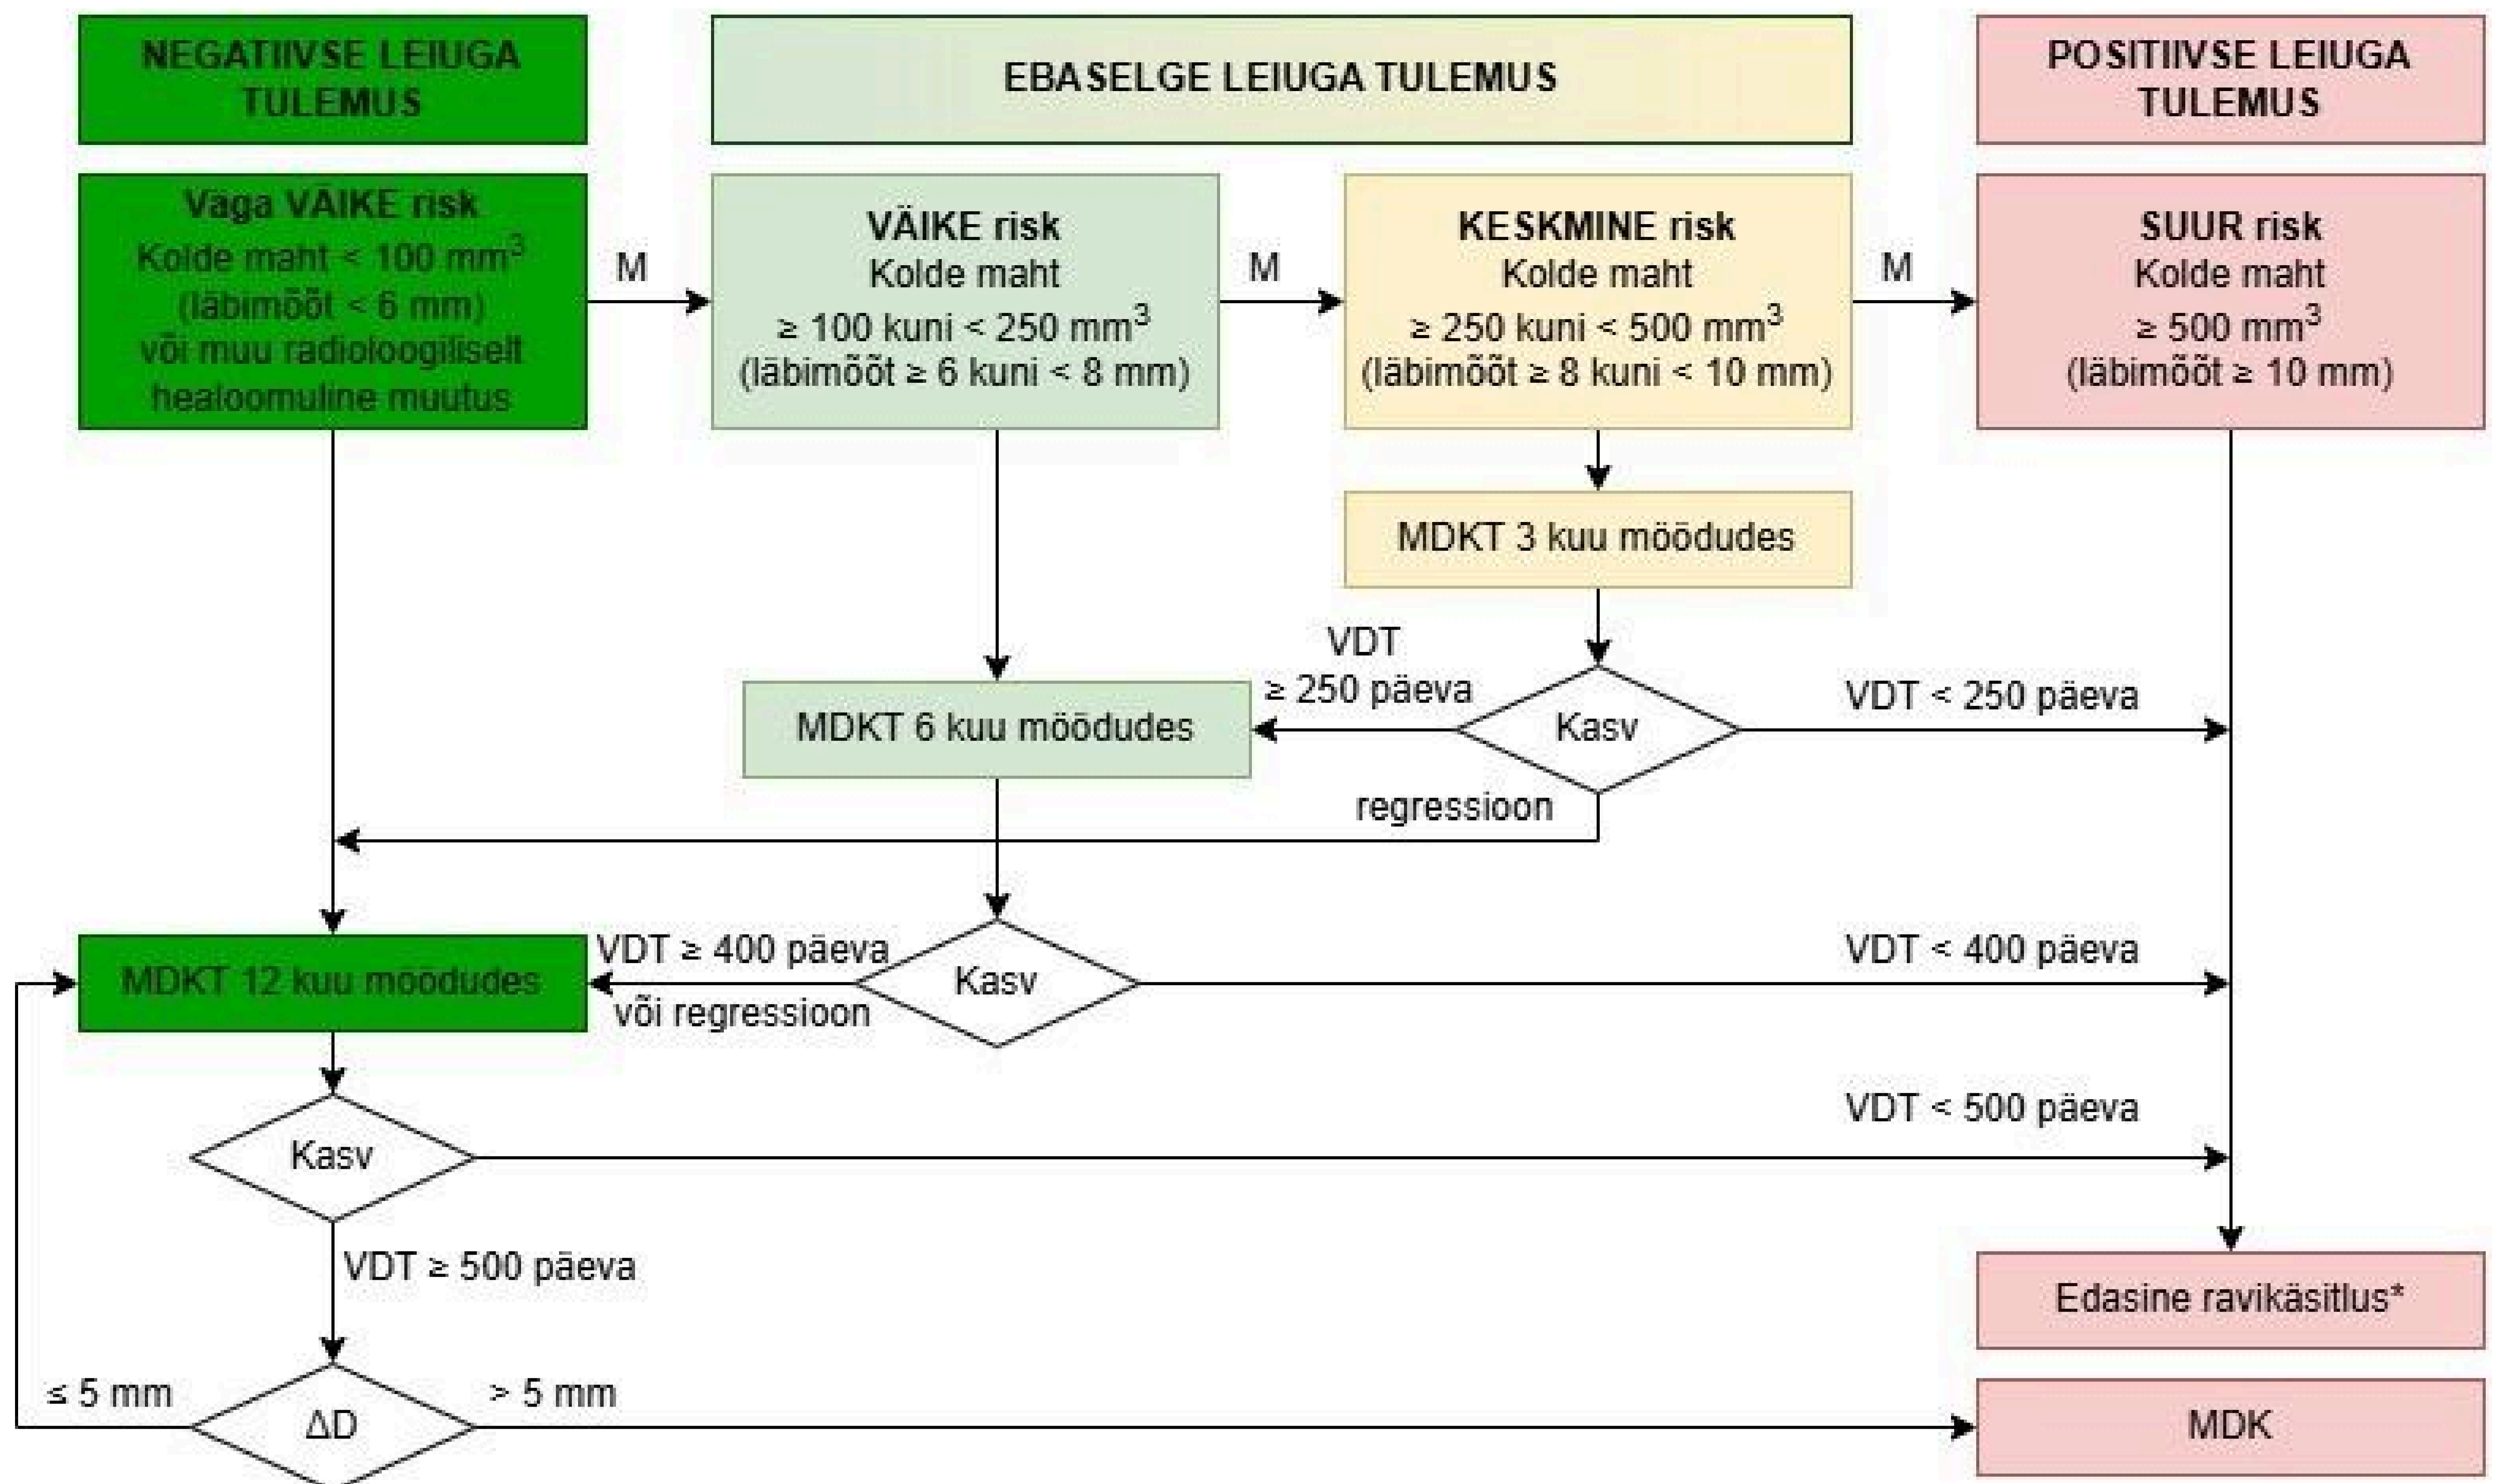 NEGATIIVSE LEIUGA
TULEMUS
EBASELGE LEIUGA TULEMUS
POSITIIVSE LEIUGA
TULEMUS
Väga VÄIKE risk
Kolde maht < 100 mm³
(läbimõõt < 6 mm)
või muu radioloogiliselt
healoomuline muutus
M
VÄIKE risk
Kolde maht
≥ 100 kuni < 250 mm³
(läbimõõt ≥ 6 kuni < 8 mm)
M
KESKMINE risk
Kolde maht
≥ 250 kuni < 500 mm³
(läbimõõt ≥ 8 kuni < 10 mm)
M
SUUR risk
Kolde maht
≥ 500 mm³
(läbimõõt ≥ 10 mm)
MDKT 3 kuu möödudes
VDT
≥ 250 päeva
Kasv
VDT < 250 päeva
MDKT 6 kuu möödudes
regressioon
MDKT 12 kuu möödudes
VDT ≥ 400 päeva
või regressioon
Kasv
VDT < 400 päeva
Kasv
VDT < 500 päeva
VDT ≥ 500 päeva
Edasine ravikäsitlus*
≤ 5 mm
ΔD
> 5 mm
MDK